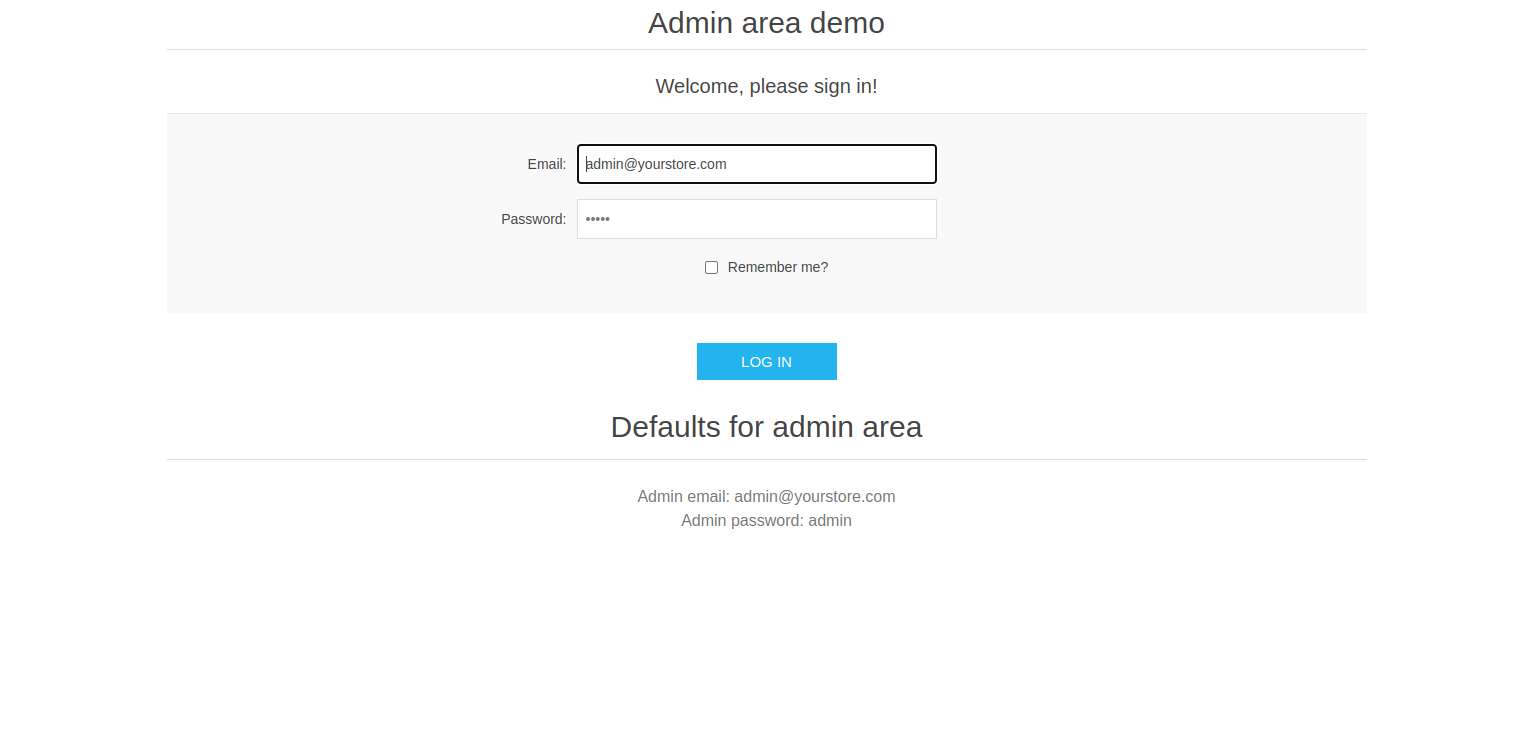 Admin area demo
Welcome, please sign in!
Email: admin@yourstore.com
Password: •••••
Remember me?
LOG IN
Defaults for admin area
Admin email: admin@yourstore.com
Admin password: admin